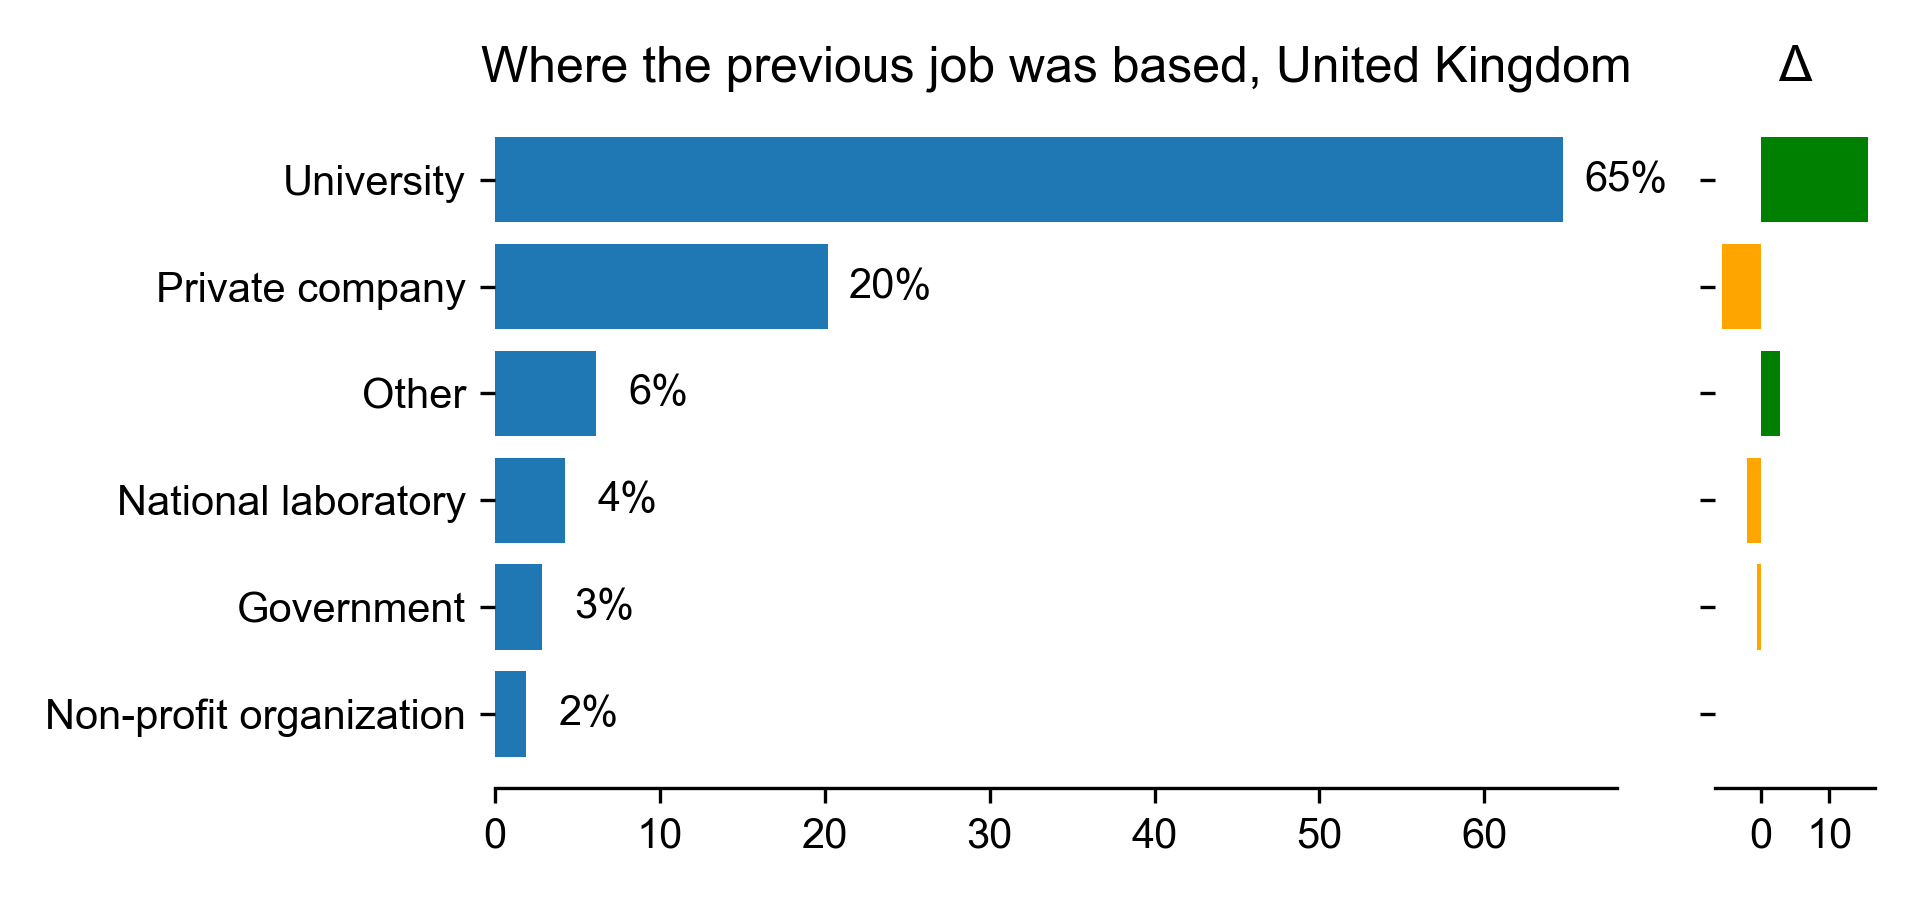 Where the previous job was based, United Kingdom Δ
University 65%
Private company 20%
Other 6%
National laboratory 4%
Government 3%
Non-profit organization 2%
0 10 20 30 40 50 60 0 10